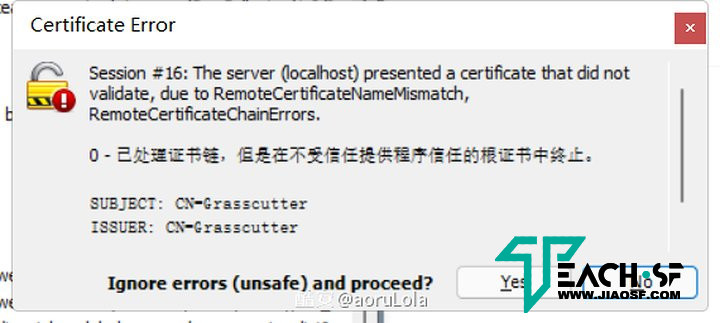 Certificate Error
Session #16: The server (localhost) presented a certificate that did not
validate, due to RemoteCertificateNameMismatch,
RemoteCertificateChainErrors.
0 - 已处理证书链，但是在不受信任提供程序信任的根证书中终止。
SUBJECT: CN=Grasscutter
ISSUER: CN=Grasscutter
Ignore errors (unsafe) and proceed?
Yes
No
TEACH.SF
WWW.JIAOSF.COM
@aoruLola